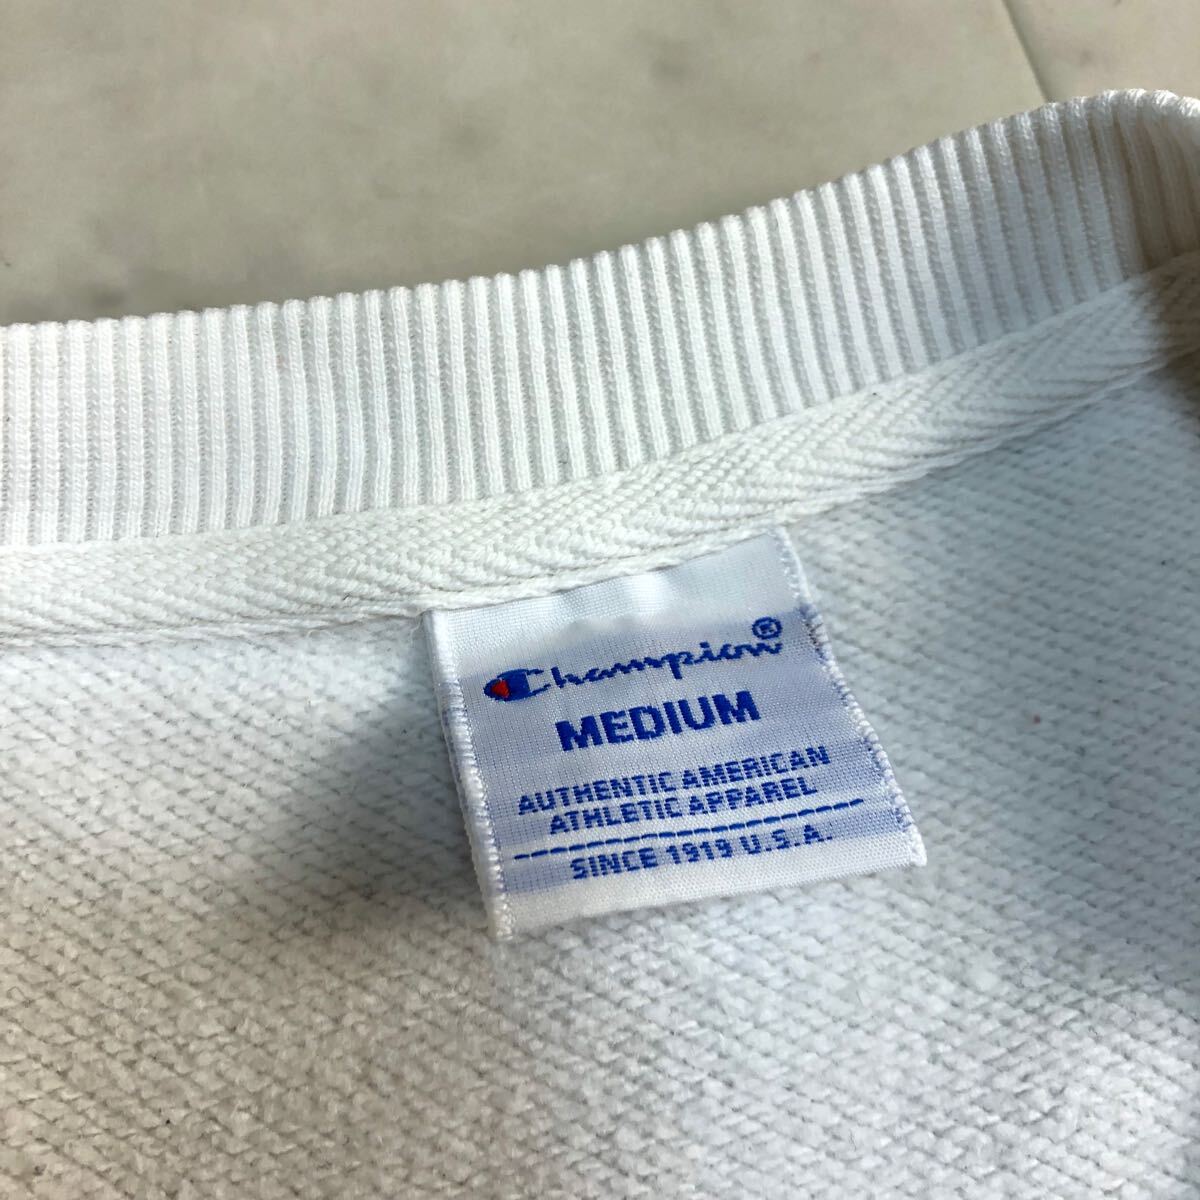 Champion®
MEDIUM
AUTHENTIC AMERICAN
ATHLETIC APPAREL
SINCE 1919 U.S.A.